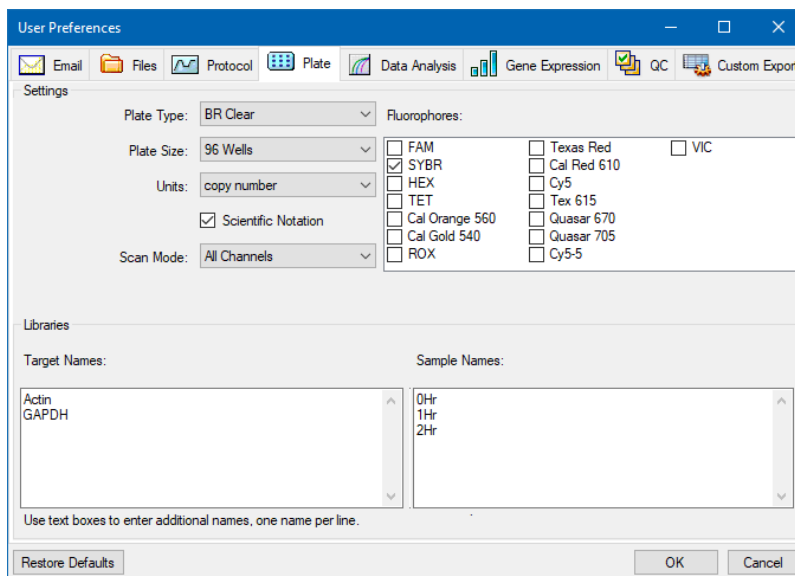 User Preferences
Email Files Protocol Plate Data Analysis Gene Expression QC Custom Expor
Settings
Plate Type: BR Clear
Plate Size: 96 Wells
Units: copy number
Scientific Notation
Scan Mode: All Channels
Fluorophores:
FAM Texas Red VIC
SYBR Cal Red 610
HEX Cy5
TET Tex 615
Cal Orange 560 Quasar 670
Cal Gold 540 Quasar 705
ROX Cy5-5
Libraries
Target Names: Sample Names:
Actin 0Hr
GAPDH 1Hr
2Hr
Use text boxes to enter additional names, one name per line.
Restore Defaults OK Cancel